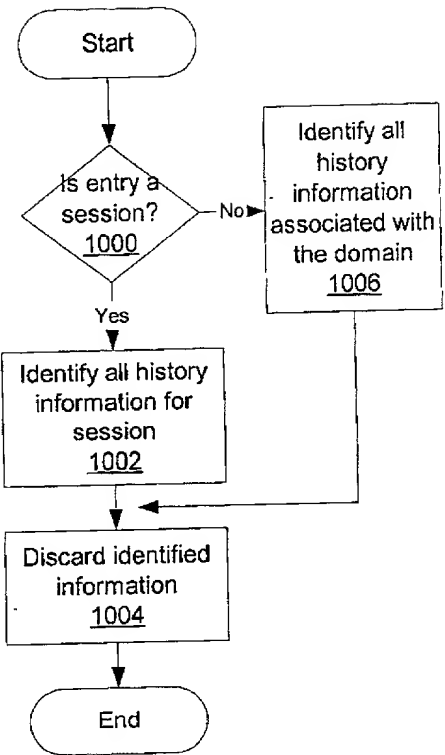 Start
Is entry a
session?
1000
No
Identify all
history
information
associated with
the domain
1006
Yes
Identify all history
information for
session
1002
Discard identified
information
1004
End